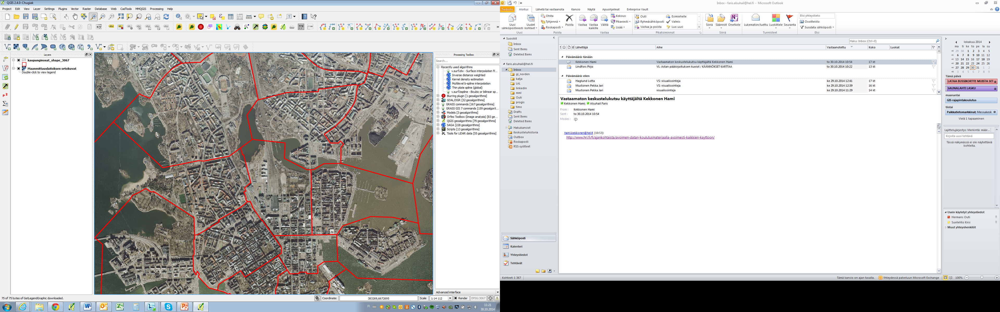 QGIS 2.4.0-Chugiak
Project Edit View Layer Settings Plugins Vector Raster Database Web CadTools MMQGIS Processing Help
Layers
kaupunginosat_shape_3067
Maanmittauslaitoksen ortokuvat
Double-click to view legend
Processing Toolbox
Search...
Recently used algorithms
v.surf.idw - Surface interpolation fr...
Inverse distance weighted
Kernel density estimation
Multilevel b-spline interpolation
Thin plate spline (global)
v.surf.bspline - Bicubic or bilinear sp...
Blurring plugin [1 geoalgorithms]
GDAL/OGR [32 geoalgorithms]
GRASS commands [167 geoalgorithms]
GRASS GIS 7 commands [159 geoalgorit...
Models [3 geoalgorithms]
Orfeo Toolbox (Image analysis) [83 ge...
QGIS geoalgorithms [79 geoalgorithms]
SAGA [228 geoalgorithms]
Scripts [13 geoalgorithms]
Tools for LiDAR data [55 geoalgorithms]
Advanced interface
75 of 75 bytes of GetLegendGraphic downloaded.
Coordinate: 383269,6672695 Scale 1:14 112 Render EPSG:3067
FI
11:21
30.10.2014
Inbox - faris.alsuhail@hel.fi - Microsoft Outlook
Tiedosto Aloitus Lähetä tai vastaanota Kansio Näytä Apuohjelmat Enterprise Vault
Uusi sähköpostiviesti
Uudet kohteet
Uusi
Ohita
Tyhjennä
Roskaposti
Poista
Poista
Vastaa
Vastaa kaikille
Välitä
Kokous
Pikaviesti
Lisää
Vastaa
Outi
Ryhmäsähköposti
Vastaa ja poista
Esimiehelle
Valmis
Luo uusi
Pikatoiminnot
Siirrä
Säännöt
OneNote
Siirrä
Lukematon/luettu
Luokittele
Seuranta
Tunnisteet
Etsi yhteystieto
Osoitteisto
Suodata sähköposti
Etsi
Suosikit
Inbox
Sent Items
Deleted Items
faris.alsuhail@hel.fi
Inbox
gi_norden
katja
LAL
linkedin
mml
Outi
progis
timo
Drafts
Sent Items
Deleted Items
Hakukansiot
Keskusteluhistoria
Outbox
Roskaposti
RSS-syötteet
Sähköposti
Kalenteri
Yhteystiedot
Tehtävät
Haku: Inbox (Ctrl+E)
Lähettäjä Aihe Vastaanotettu Koko Luokat
Päivämäärä: tänään
Kekkonen Hami Vastaamaton keskustelukutsu käyttäjältä Kekkonen Hami to 30.10.2014 10:54 17 kt
Lindfors Pirjo VL: Astan pääkirjoituksen kuviot / KÄÄNNÖKSET KARTTAA to 30.10.2014 10:22 13 kt
Päivämäärä: eilen
Haglund Lotta VS: visualisointeja ke 29.10.2014 12:41 17 kt
Mustonen Pekka Jari VS: visualisointeja ke 29.10.2014 12:39 16 kt
Mustonen Pekka Jari visualisointeja ke 29.10.2014 11:29 14 kt
Vastaamaton keskustelukutsu käyttäjältä Kekkonen Hami
Kekkonen Hami; Alsuhail Faris
From : Kekkonen Hami
Sent : to 30.10.2014 10:54
Modes :
hami.kekkonen@hel.fi [10:53]:
http://www.hri.fi/fi/ajankohtaista/avoimen-datan-koulutusmateriaalia-avoimesti-kaikkien-kayttoon/
lokakuu 2014
ma ti ke to pe la su
40 29 30 1 2 3 4 5
41 6 7 8 9 10 11 12
42 13 14 15 16 17 18 19
43 20 21 22 23 24 25 26
44 27 28 29 30 31 1 2
45 3 4 5 6 7 8 9
Tämä päivä
LATAA BUSSIKORTTI! MUISTA SET
SAUNALAHTI LASKU
maanantai
GIS-rajapintakoulutus
tiistai
Paikkatietomarkkinat; Messukesk
Vielä 1 tapaaminen
Lajittelujärjestys: Merkintä: määr...
Kirjoita uusi tehtävä
Tässä näkymässä ei ole näytettäviä
kohteita.
Usein käytetyt yhteystiedot
Hermans Outi
Suvilehto Kirsi
Muut yhteyshenkilöt
Kohteet: 1 367
Tämä kansio on ajan tasalla. Yhteydessä palveluun Microsoft Exchange 100%